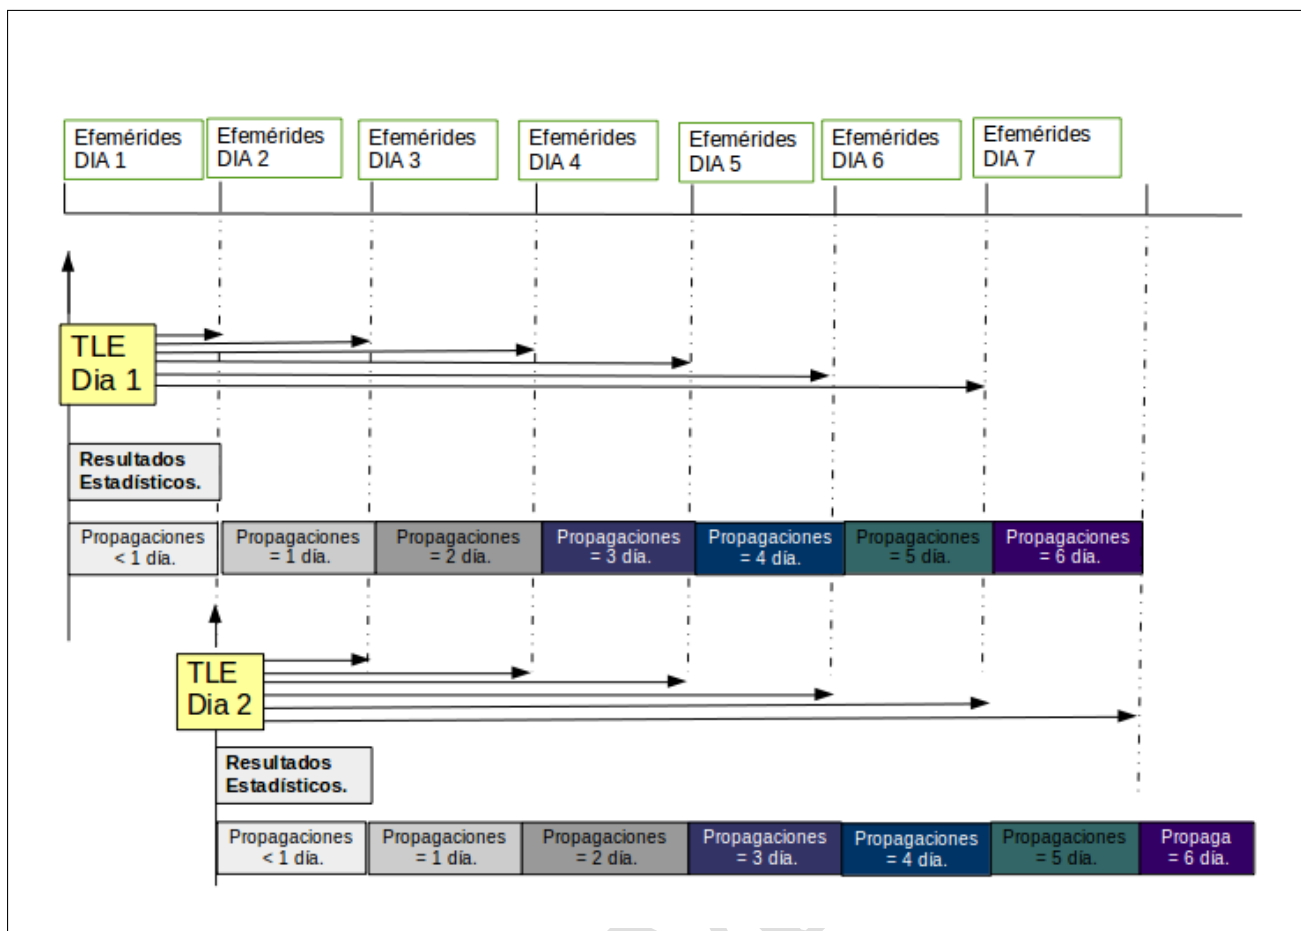 Efemérides
DIA 1
Efemérides
DIA 2
Efemérides
DIA 3
Efemérides
DIA 4
Efemérides
DIA 5
Efemérides
DIA 6
Efemérides
DIA 7
TLE
Dia 1
Resultados
Estadísticos.
Propagaciones
< 1 día.
Propagaciones
= 1 día.
Propagaciones
= 2 día.
Propagaciones
= 3 día.
Propagaciones
= 4 día.
Propagaciones
= 5 día.
Propagaciones
= 6 día.
TLE
Dia 2
Resultados
Estadísticos.
Propagaciones
< 1 día.
Propagaciones
= 1 día.
Propagaciones
= 2 día.
Propagaciones
= 3 día.
Propagaciones
= 4 día.
Propagaciones
= 5 día.
Propaga
= 6 día.